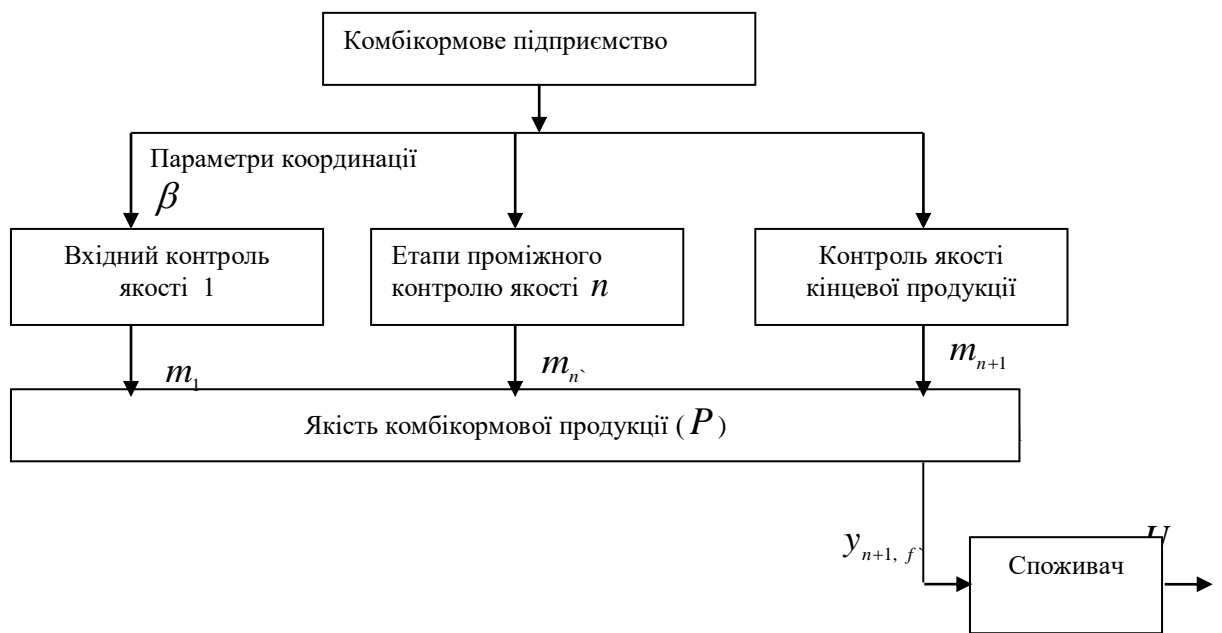 Комбікормове підприємство
Параметри координації
β
Вхідний контроль
якості 1
Етапи проміжного
контролю якості n
Контроль якості
кінцевої продукції
m₁
mₙ`
mₙ₊₁
Якість комбікормової продукції ( P )
yₙ₊₁, f`
Споживач